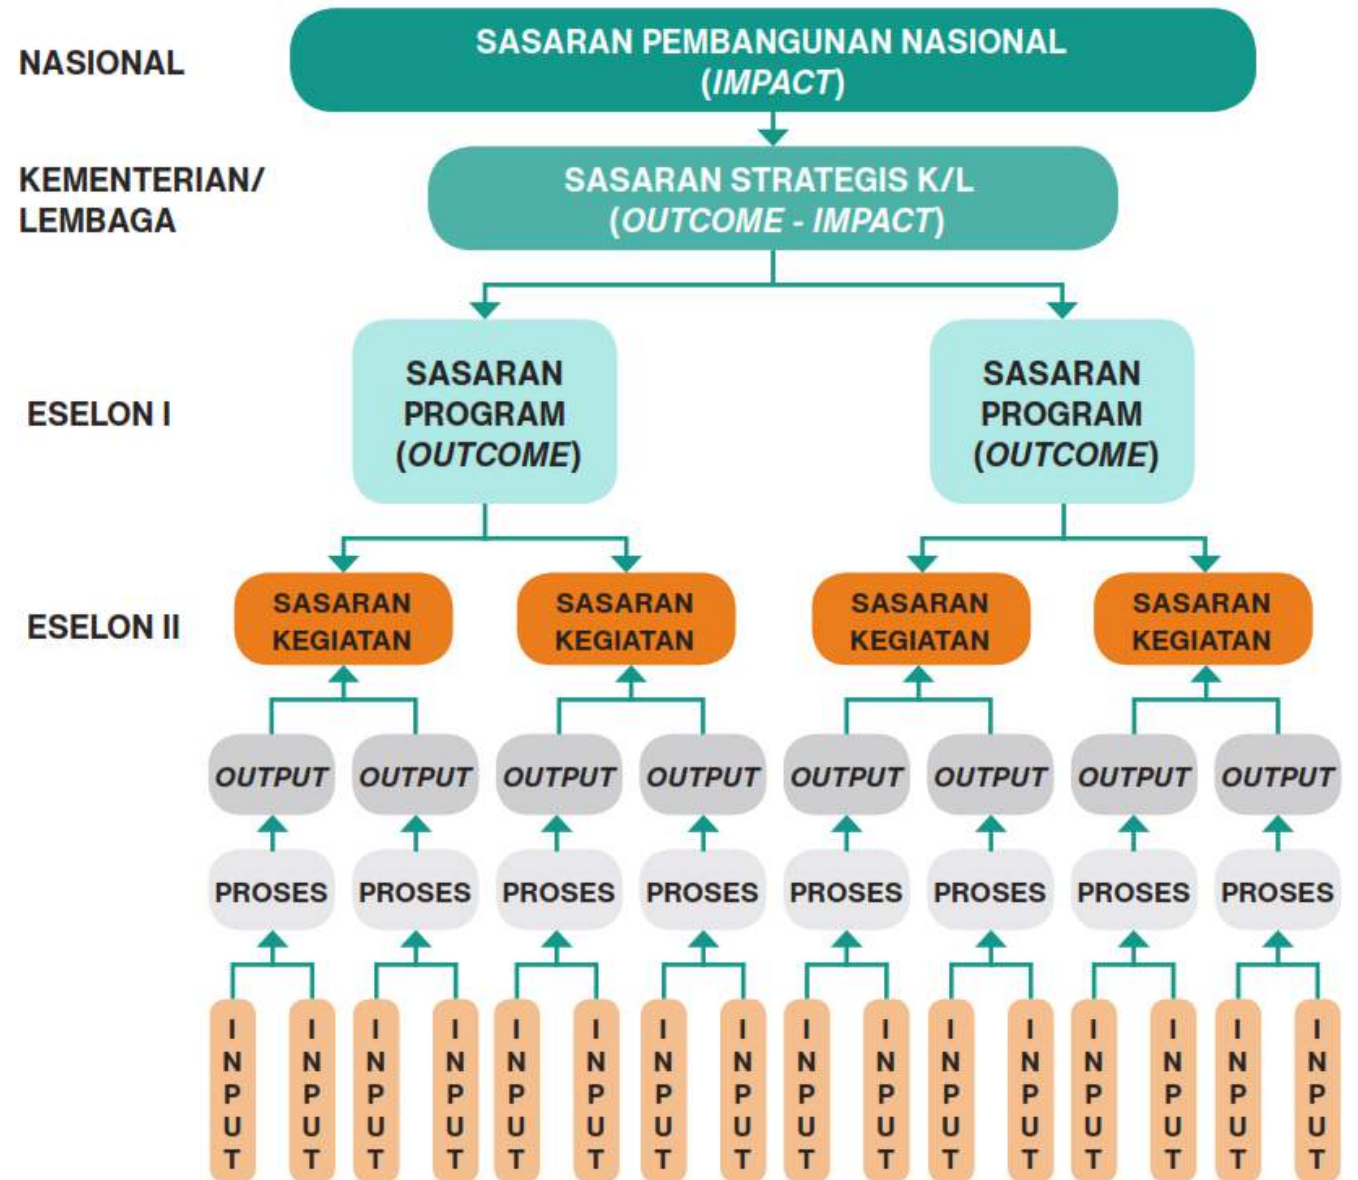 NASIONAL
SASARAN PEMBANGUNAN NASIONAL
(IMPACT)
KEMENTERIAN/
LEMBAGA
SASARAN STRATEGIS K/L
(OUTCOME - IMPACT)
ESELON I
SASARAN
PROGRAM
(OUTCOME)
SASARAN
PROGRAM
(OUTCOME)
ESELON II
SASARAN
KEGIATAN
SASARAN
KEGIATAN
SASARAN
KEGIATAN
SASARAN
KEGIATAN
OUTPUT OUTPUT OUTPUT OUTPUT OUTPUT OUTPUT OUTPUT OUTPUT
PROSES PROSES PROSES PROSES PROSES PROSES PROSES PROSES
INPUT INPUT INPUT INPUT INPUT INPUT INPUT INPUT INPUT INPUT INPUT INPUT INPUT INPUT INPUT INPUT